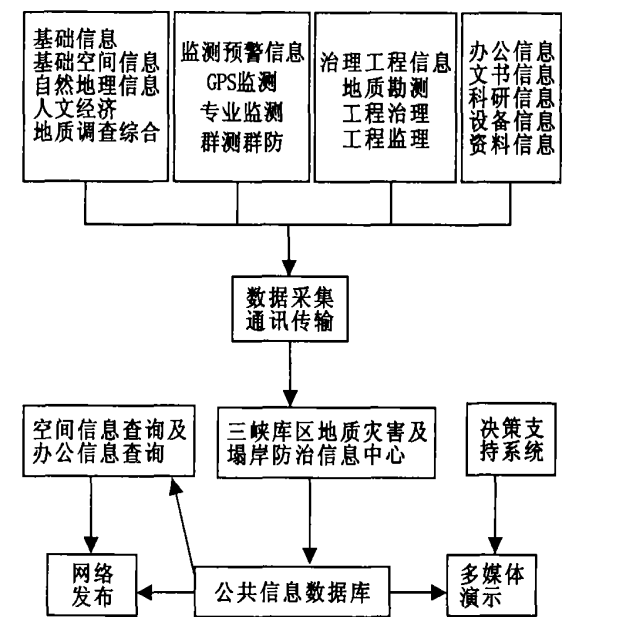 基础信息
基础空间信息
自然地理信息
人文经济
地质调查综合
监测预警信息
GPS监测
专业监测
群测群防
治理工程信息
地质勘测
工程治理
工程监理
办公信息
文书信息
科研信息
设备信息
资料信息
数据采集
通讯传输
空间信息查询及
办公信息查询
三峡库区地质灾害及
塌岸防治信息中心
决策支
持系统
网络
发布
公共信息数据库
多媒体
演示